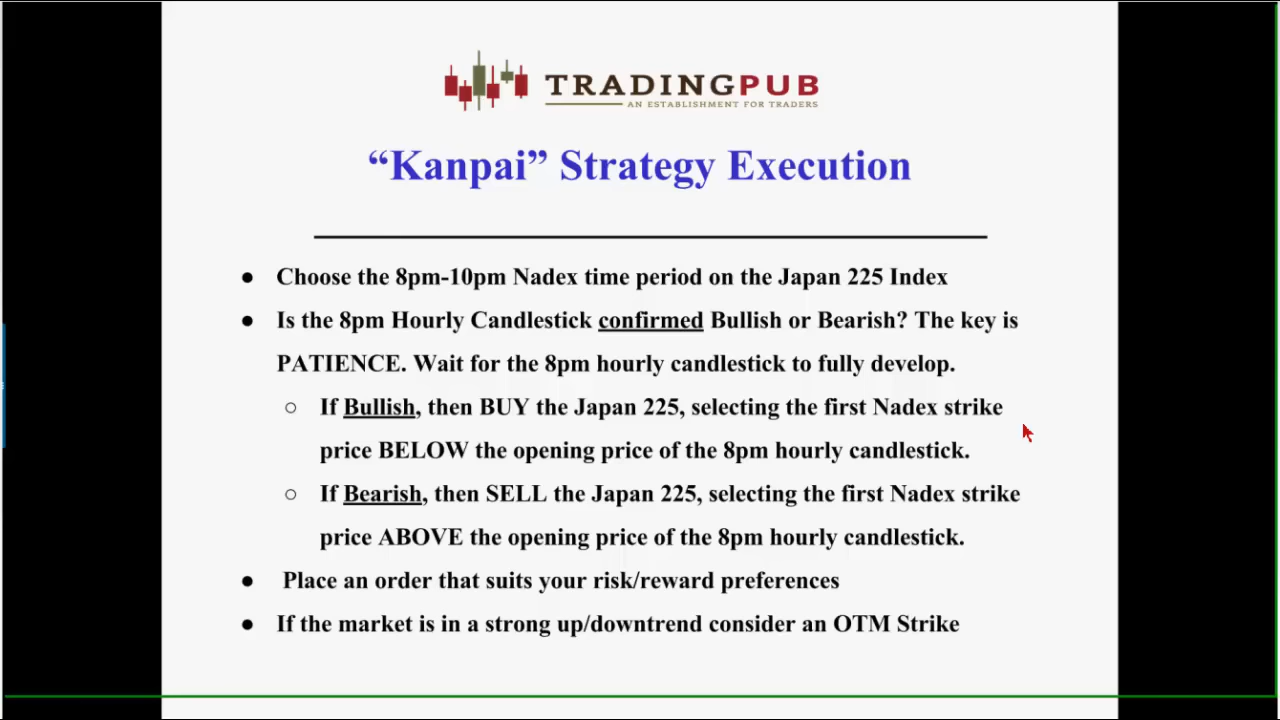 TRADINGPUB
AN ESTABLISHMENT FOR TRADERS
“Kanpai” Strategy Execution
● Choose the 8pm-10pm Nadex time period on the Japan 225 Index
● Is the 8pm Hourly Candlestick confirmed Bullish or Bearish? The key is
PATIENCE. Wait for the 8pm hourly candlestick to fully develop.
○ If Bullish, then BUY the Japan 225, selecting the first Nadex strike
price BELOW the opening price of the 8pm hourly candlestick.
○ If Bearish, then SELL the Japan 225, selecting the first Nadex strike
price ABOVE the opening price of the 8pm hourly candlestick.
● Place an order that suits your risk/reward preferences
● If the market is in a strong up/downtrend consider an OTM Strike